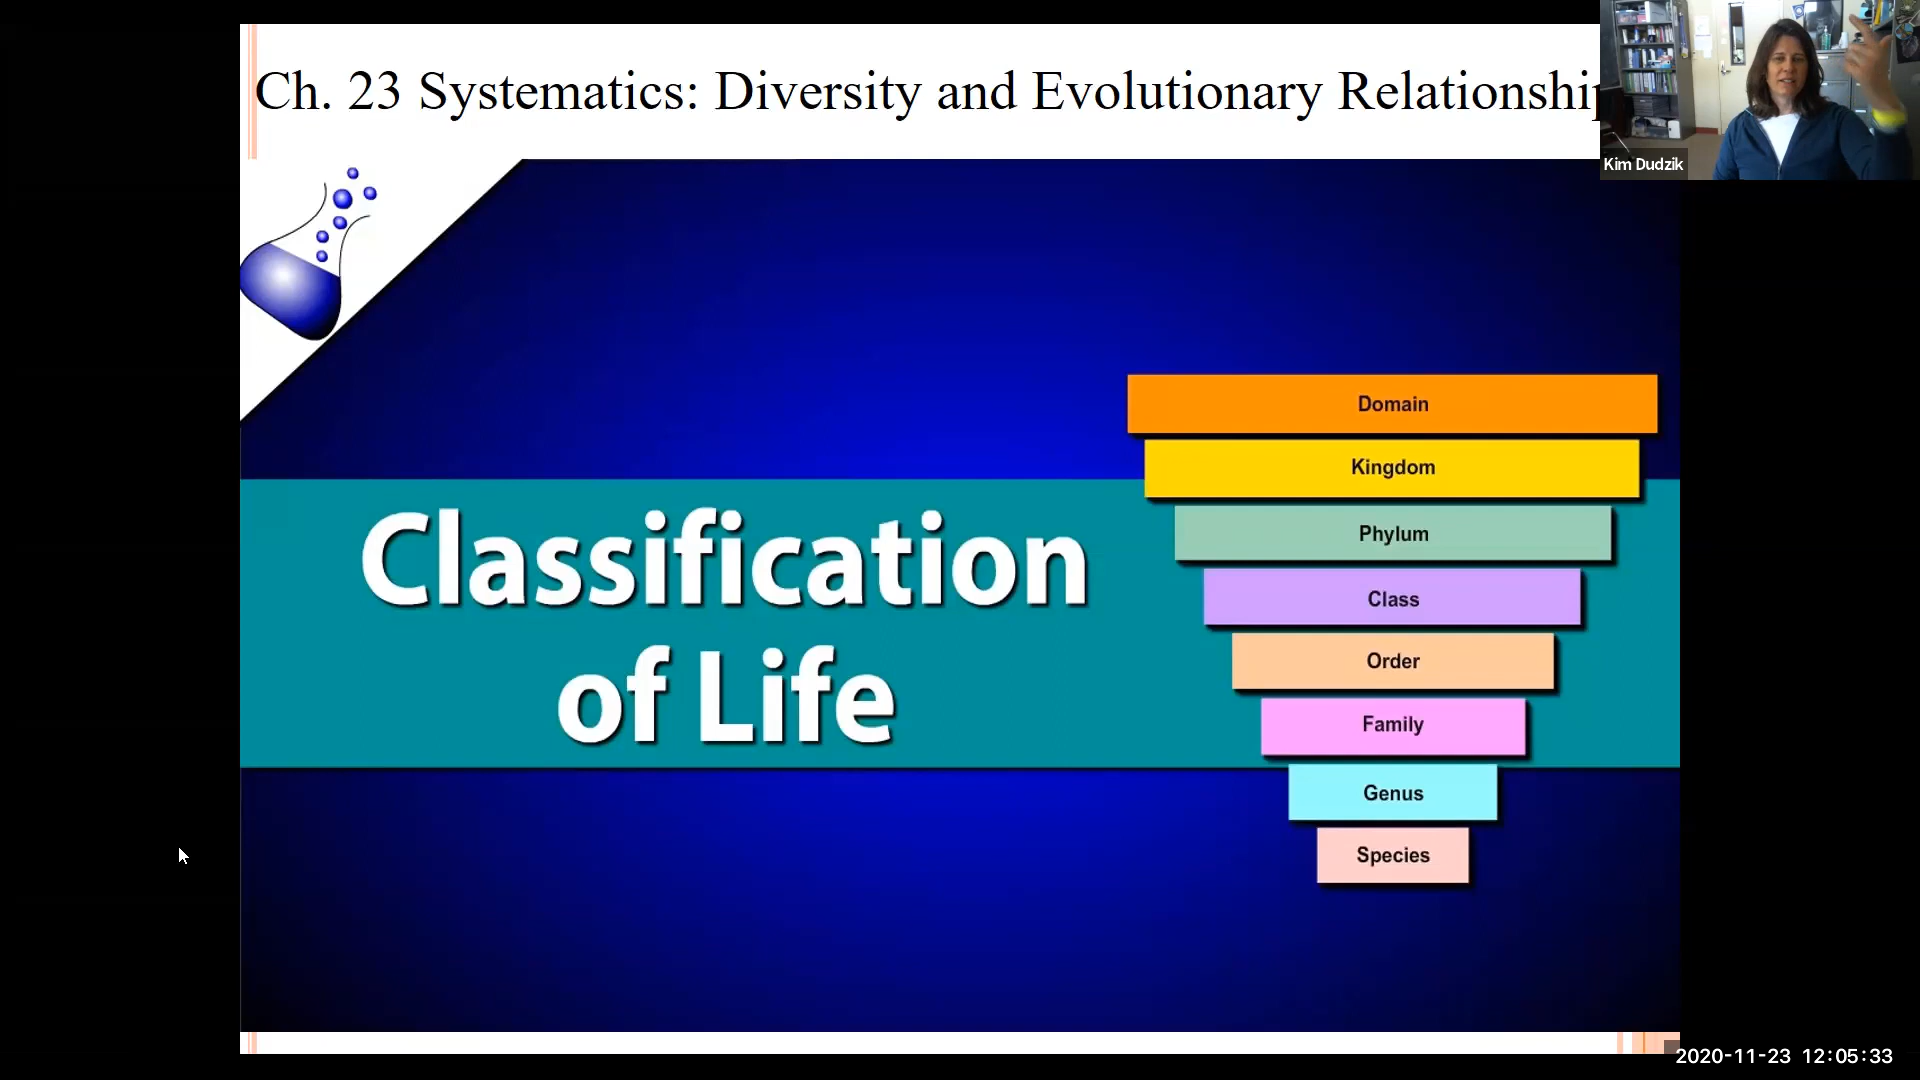 Ch. 23 Systematics: Diversity and Evolutionary Relationship
Kim Dudzik
Classification
of Life
Domain
Kingdom
Phylum
Class
Order
Family
Genus
Species
2020-11-23 12:05:33